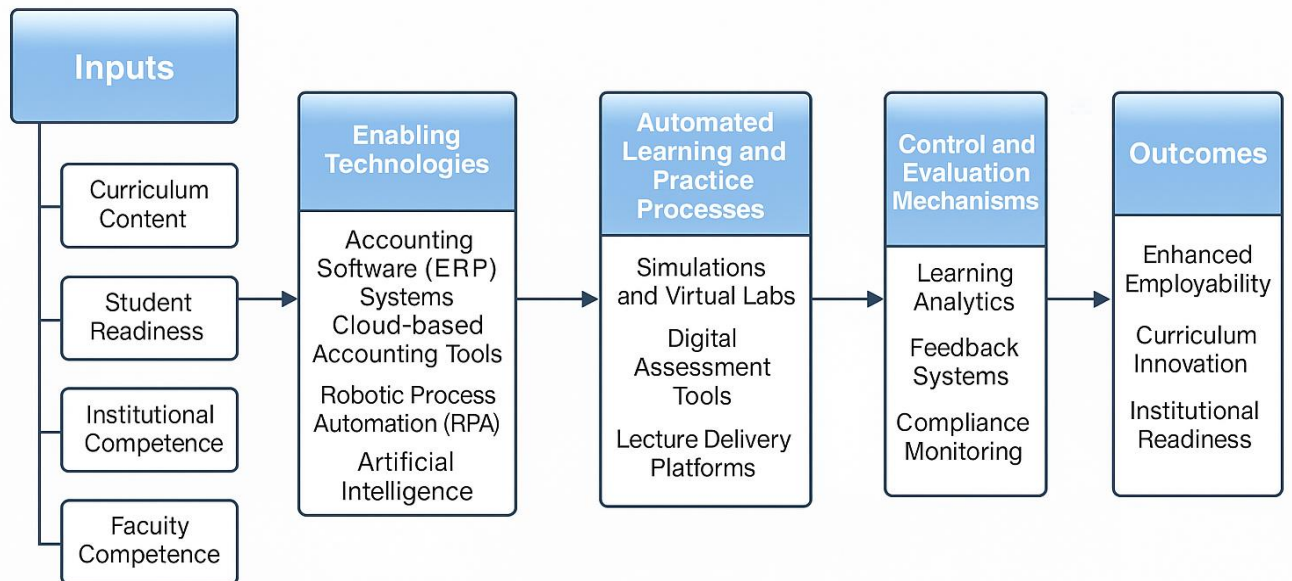 Inputs
Curriculum
Content
Student
Readiness
Institutional
Competence
Facuity
Competence
Enabling
Technologies
Accounting
Software (ERP)
Systems
Cloud-based
Accounting Tools
Robotic Process
Automation (RPA)
Artificial
Intelligence
Automated
Learning and
Practice
Processes
Simulations
and Virtual Labs
Digital
Assessment
Tools
Lecture Delivery
Platforms
Control and
Evaluation
Mechanisms
Learning
Analytics
Feedback
Systems
Compliance
Monitoring
Outcomes
Enhanced
Employability
Curriculum
Innovation
Institutional
Readiness